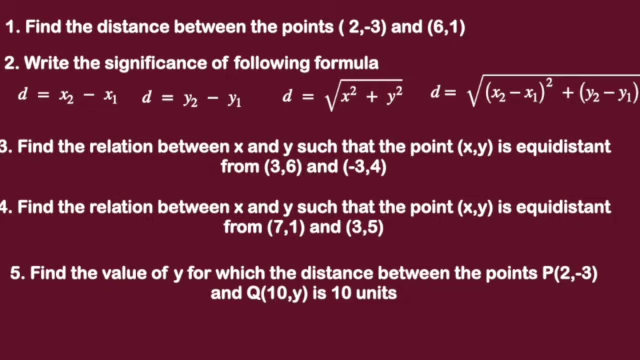 1. Find the distance between the points ( 2,-3) and (6,1)
2. Write the significance of following formula
d = x₂ − x₁ d = y₂ − y₁ d = √(x² + y²) d = √(x₂ − x₁)² + (y₂ − y₁)
3. Find the relation between x and y such that the point (x,y) is equidistant
from (3,6) and (-3,4)
4. Find the relation between x and y such that the point (x,y) is equidistant
from (7,1) and (3,5)
5. Find the value of y for which the distance between the points P(2,-3)
and Q(10,y) is 10 units